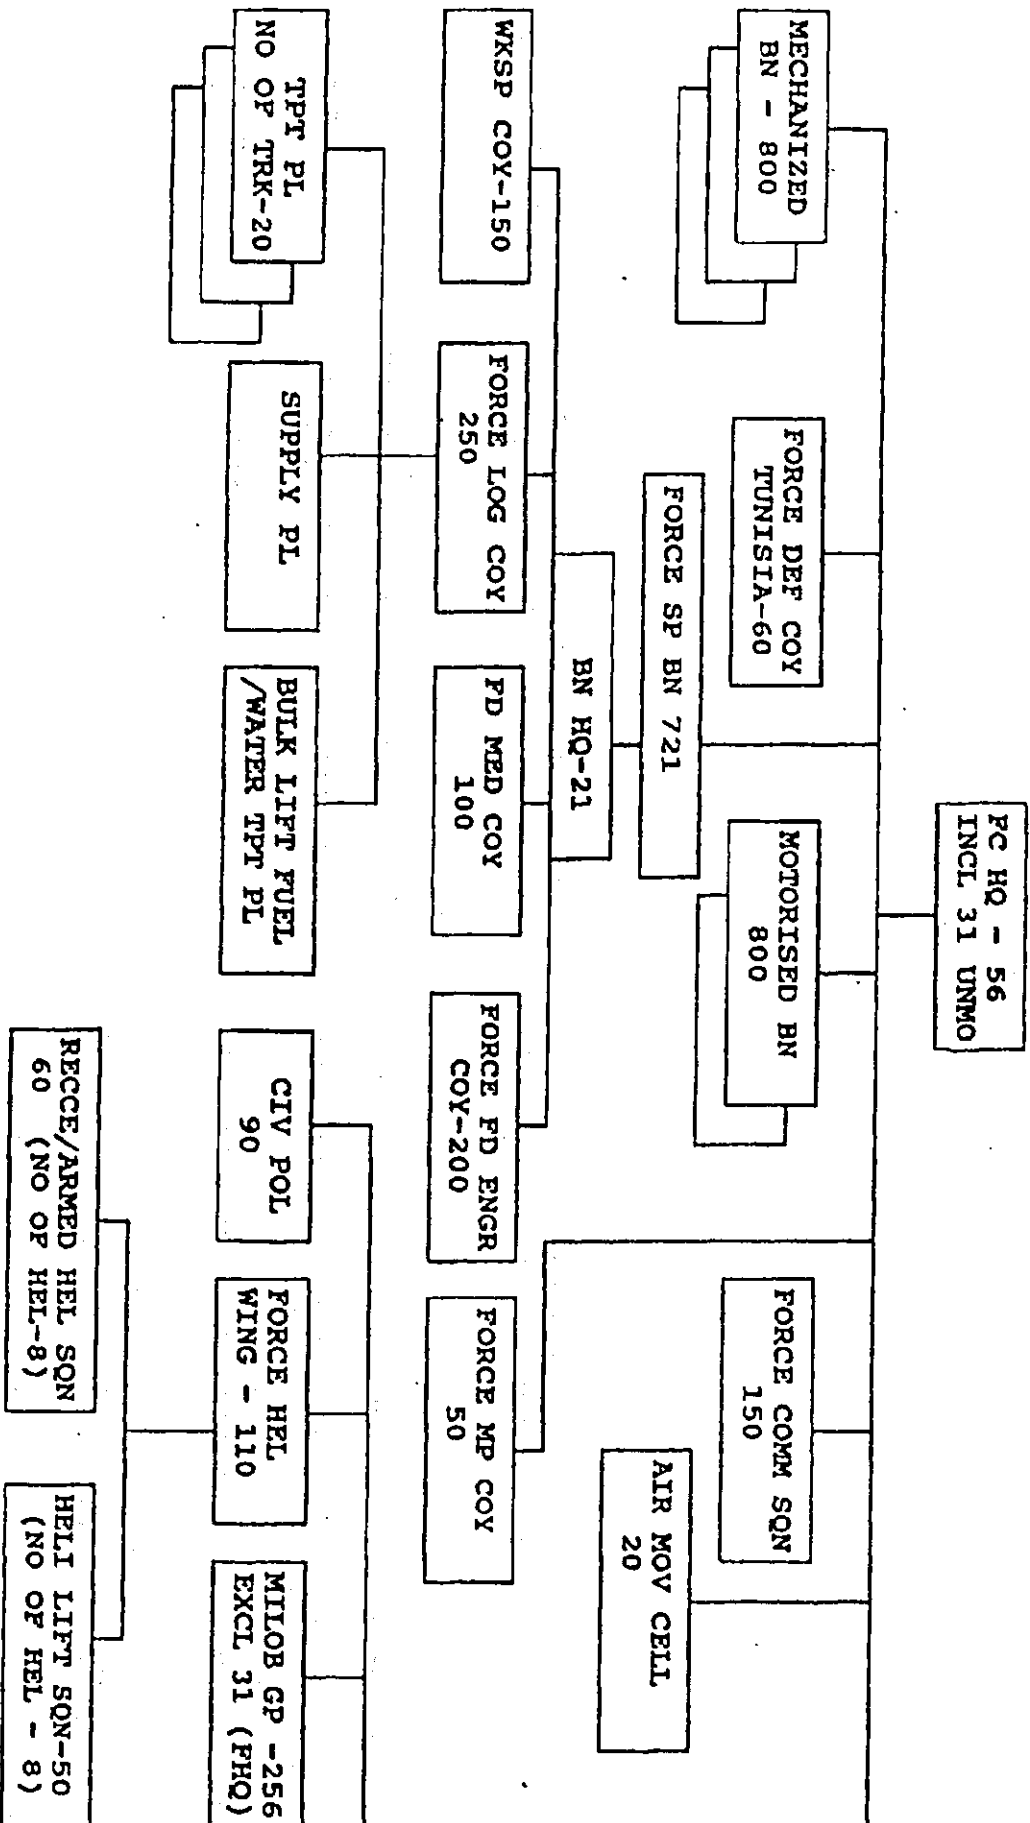 FC HQ - 56
INCL 31 UNMO
MECHANIZED
BN - 800
FORCE DEF COY
TUNISIA-60
MOTORISED BN
800
FORCE COMM SQN
150
FORCE SP BN 721
AIR MOV CELL
20
BN HQ-21
WKSP COY-150
FORCE LOG COY
250
FD MED COY
100
FORCE FD ENGR
COY-200
FORCE MP COY
50
TPT PL
NO OF TRK-20
SUPPLY PL
BULK LIFT FUEL
/WATER TPT PL
CIV POL
90
FORCE HEL
WING - 110
MILOB GP -256
EXCL 31 (FHQ)
RECCE/ARMED HEL SQN
60 (NO OF HEL-8)
HELI LIFT SQN-50
(NO OF HEL - 8)